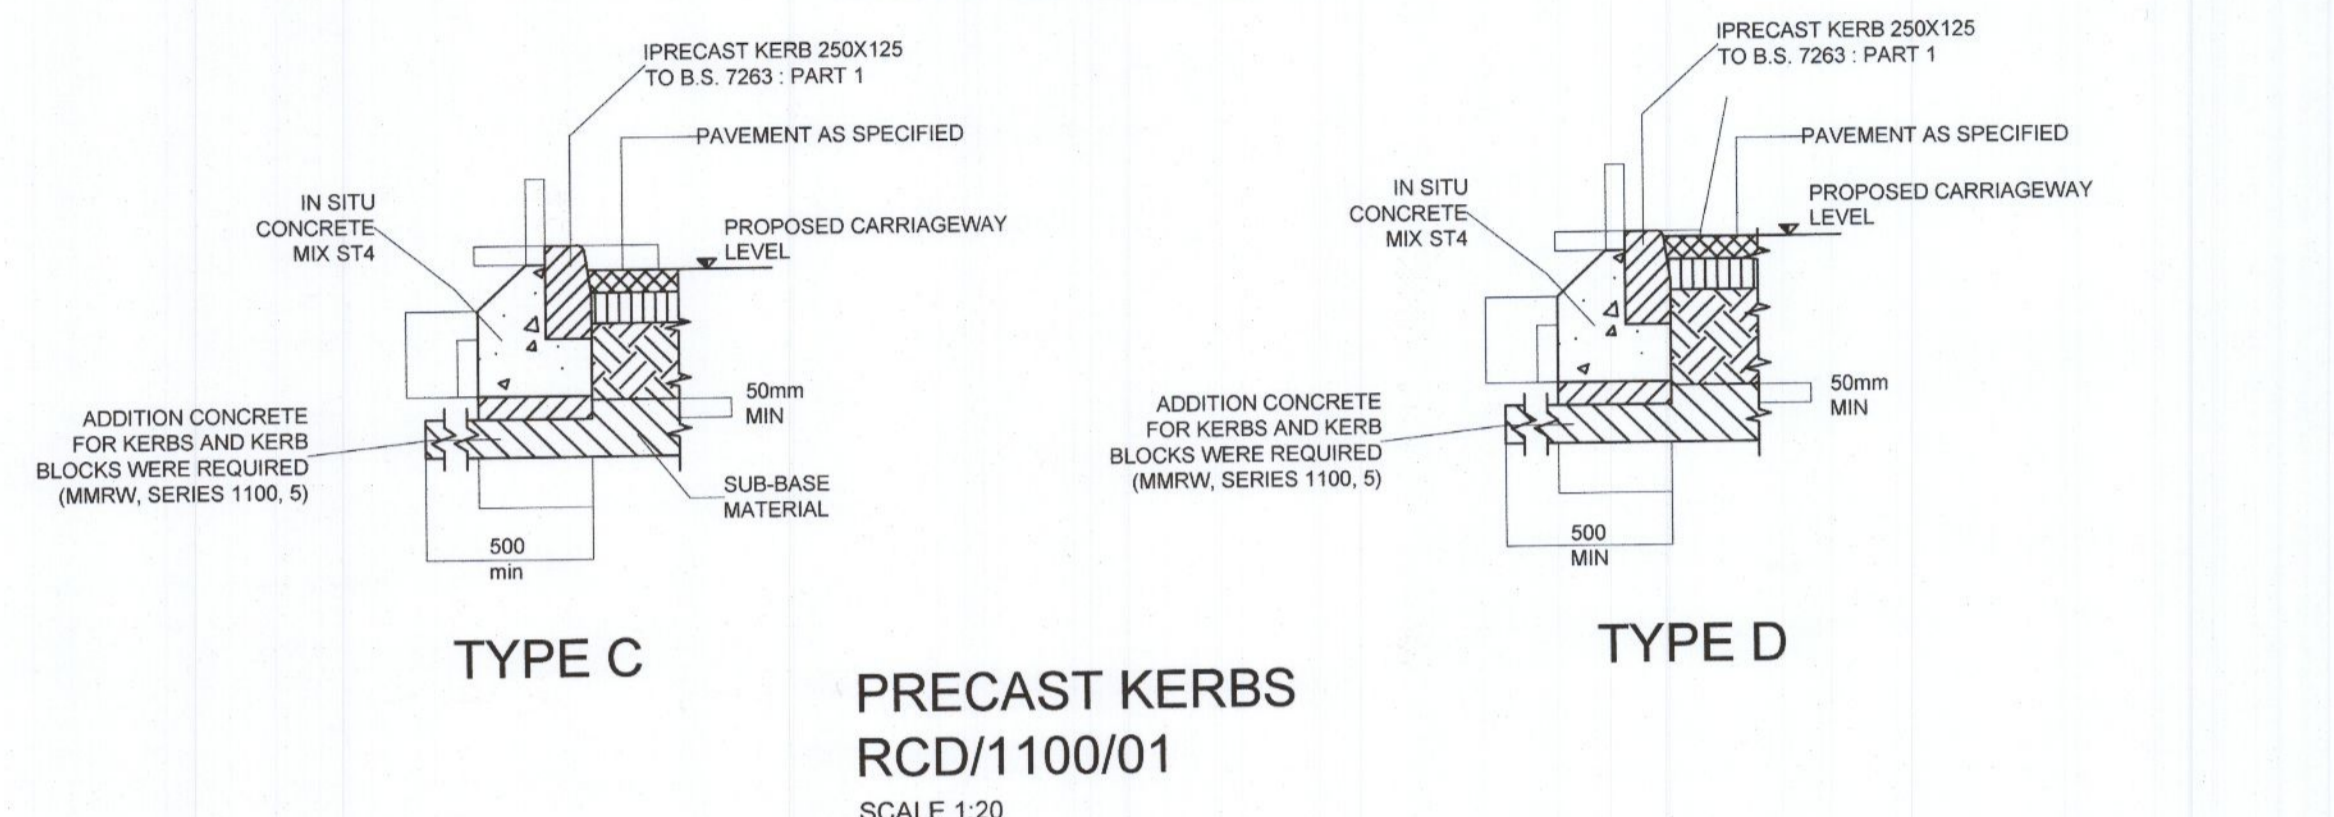 IPRECAST KERB 250X125
TO B.S. 7263 : PART 1
PAVEMENT AS SPECIFIED
IN SITU
CONCRETE
MIX ST4
PROPOSED CARRIAGEWAY
LEVEL
50mm
MIN
ADDITION CONCRETE
FOR KERBS AND KERB
BLOCKS WERE REQUIRED
(MMRW, SERIES 1100, 5)
SUB-BASE
MATERIAL
500
min
TYPE C
IPRECAST KERB 250X125
TO B.S. 7263 : PART 1
PAVEMENT AS SPECIFIED
IN SITU
CONCRETE
MIX ST4
PROPOSED CARRIAGEWAY
LEVEL
50mm
MIN
ADDITION CONCRETE
FOR KERBS AND KERB
BLOCKS WERE REQUIRED
(MMRW, SERIES 1100, 5)
500
MIN
TYPE D
PRECAST KERBS
RCD/1100/01
SCALE 1:20